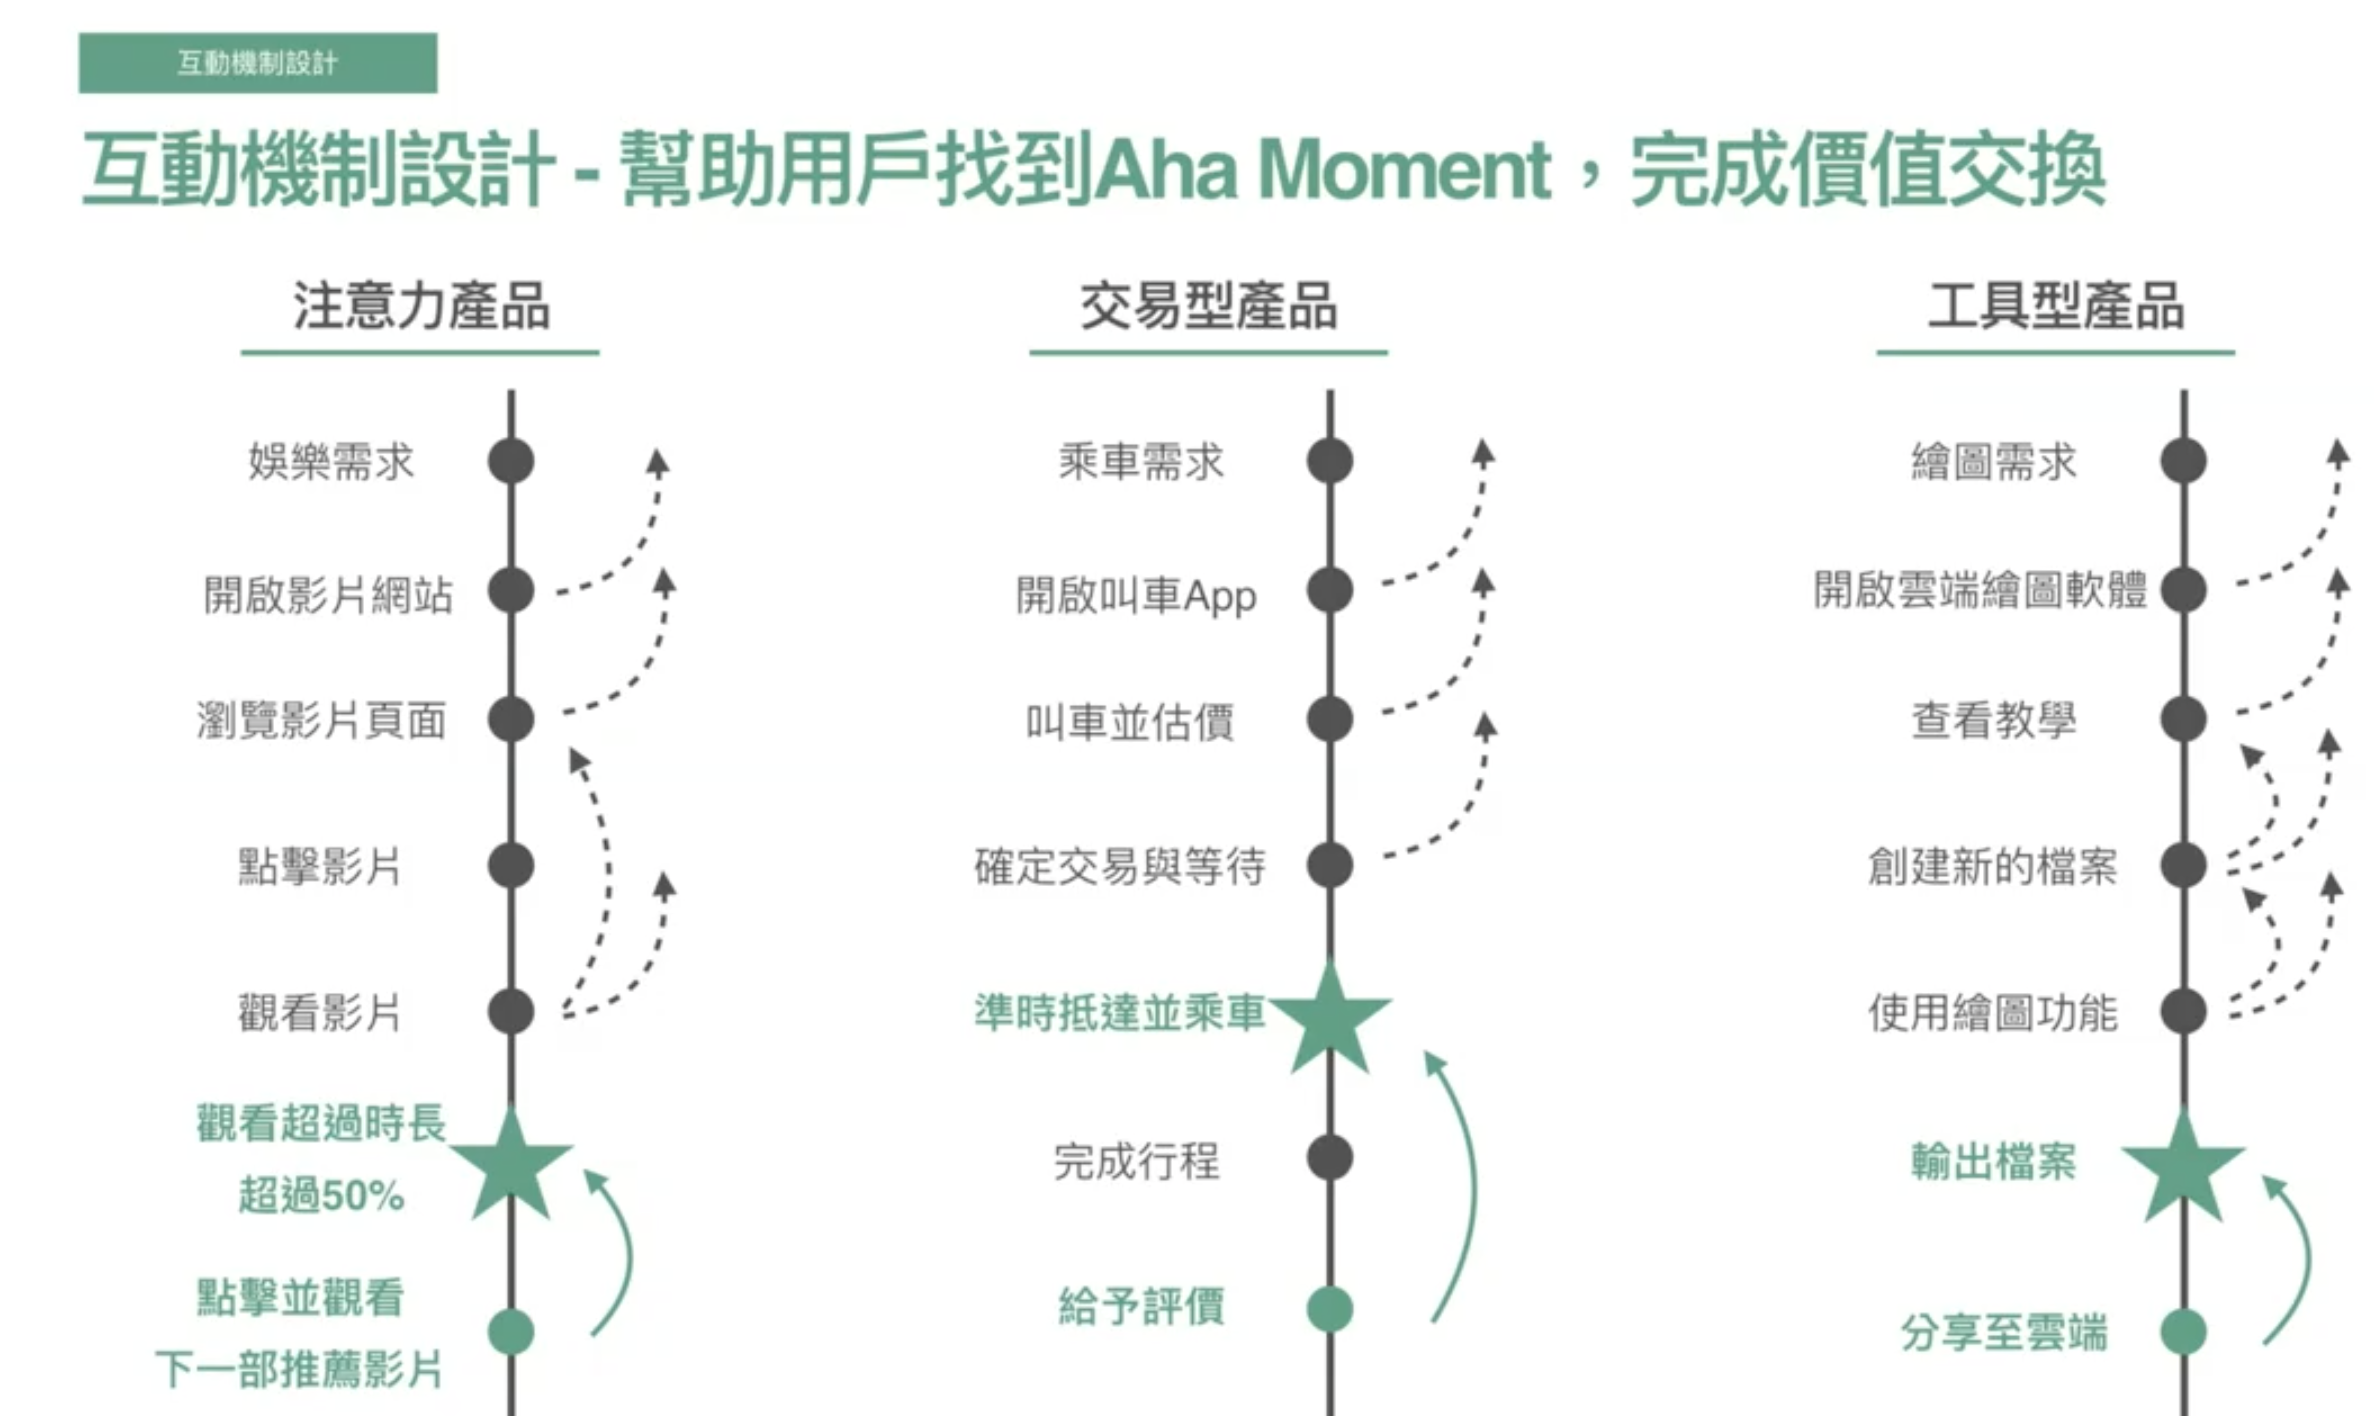 互動機制設計
互動機制設計 - 幫助用戶找到Aha Moment，完成價值交換
注意力產品
娛樂需求
開啟影片網站
瀏覽影片頁面
點擊影片
觀看影片
觀看超過時長
超過50%
點擊並觀看
下一部推薦影片
交易型產品
乘車需求
開啟叫車App
叫車並估價
確定交易與等待
準時抵達並乘車
完成行程
給予評價
工具型產品
繪圖需求
開啟雲端繪圖軟體
查看教學
創建新的檔案
使用繪圖功能
輸出檔案
分享至雲端